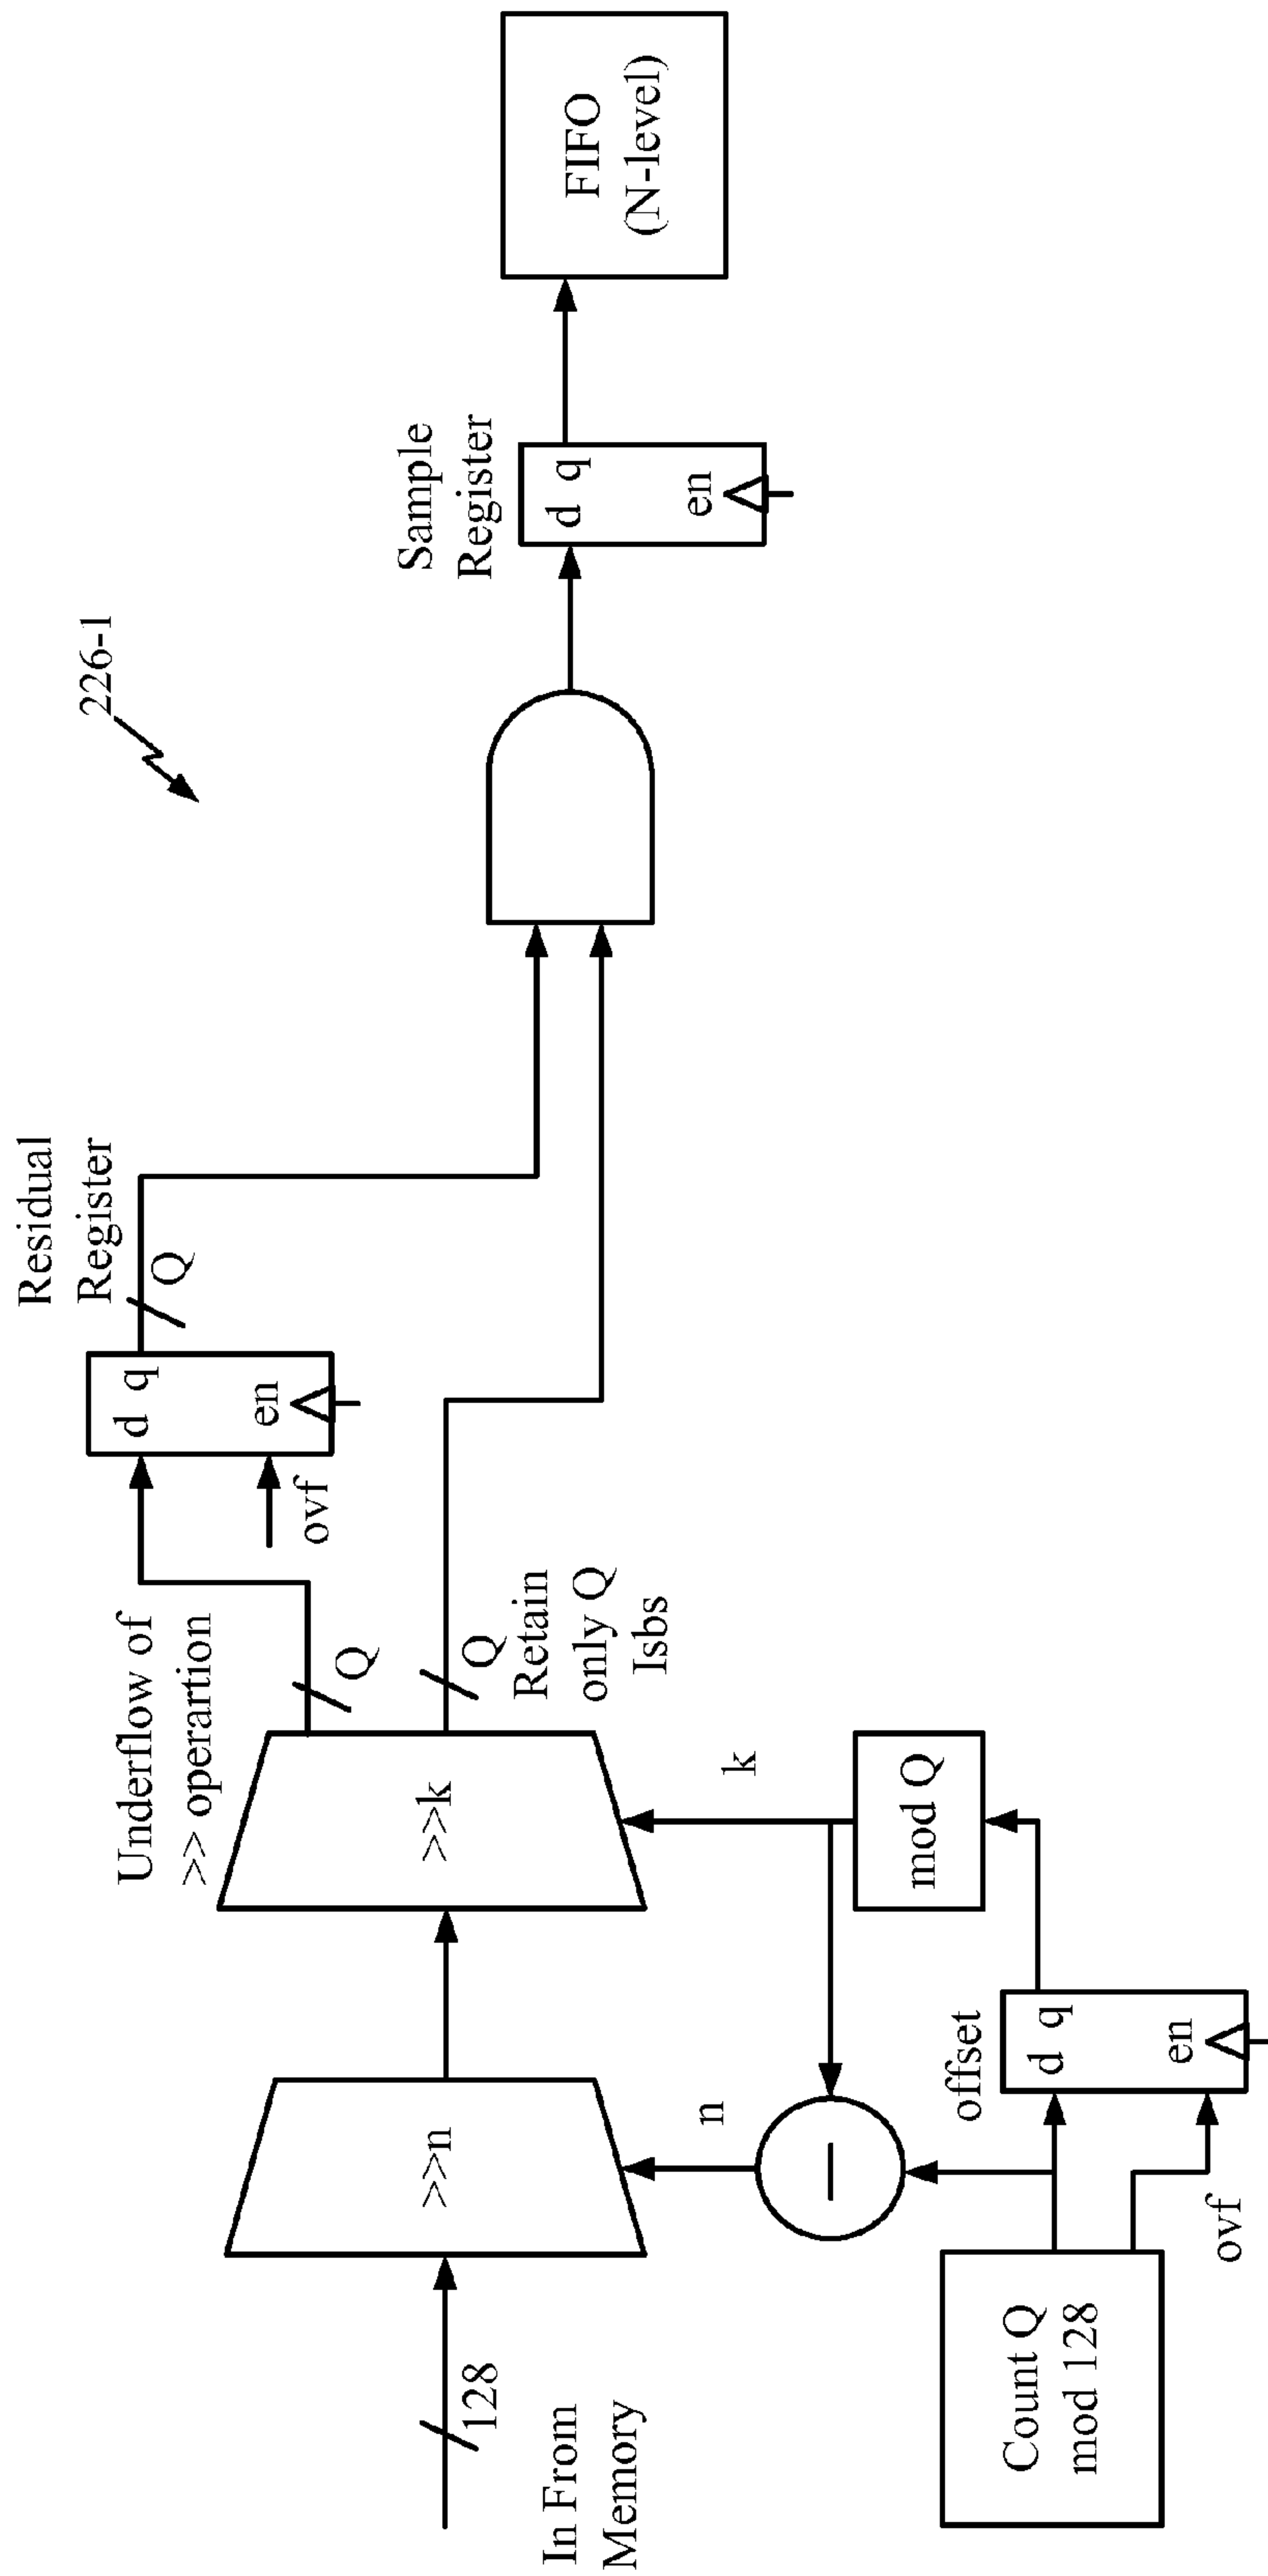 226-1
Residual
Register
Underflow of
>> operartion
Q
Q
d q
en
ovf
Sample
Register
d q
en
FIFO
(N-level)
In From
Memory
128
>>n
>>k
Q
Retain
only Q
lsbs
n
k
mod Q
Count Q
mod 128
ovf
offset
d q
en